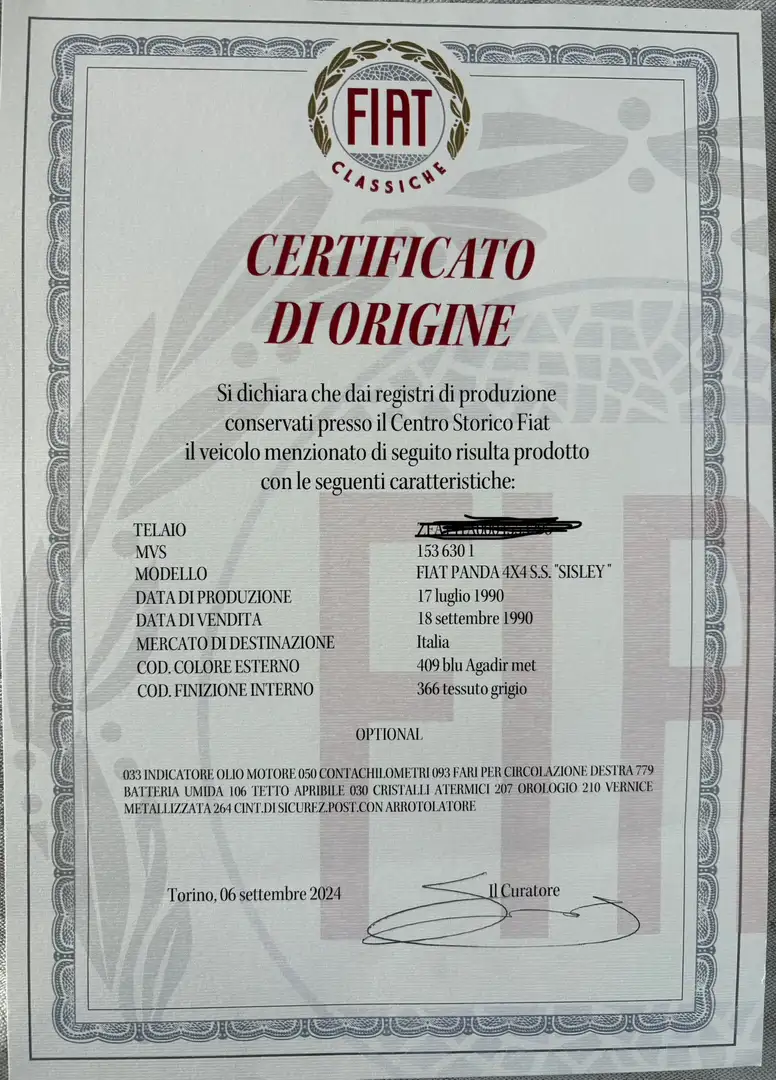 FIAT
CLASSICHE
CERTIFICATO
DI ORIGINE
Si dichiara che dai registri di produzione
conservati presso il Centro Storico Fiat
il veicolo menzionato di seguito risulta prodotto
con le seguenti caratteristiche:
TELAIO
MVS 153 630 1
MODELLO FIAT PANDA 4X4 S.S. "SISLEY"
DATA DI PRODUZIONE 17 luglio 1990
DATA DI VENDITA 18 settembre 1990
MERCATO DI DESTINAZIONE Italia
COD. COLORE ESTERNO 409 blu Agadir met
COD. FINIZIONE INTERNO 366 tessuto grigio
OPTIONAL
033 INDICATORE OLIO MOTORE 050 CONTACHILOMETRI 093 FARI PER CIRCOLAZIONE DESTRA 779
BATTERIA UMIDA 106 TETTO APRIBILE 030 CRISTALLI ATERMICI 207 OROLOGIO 210 VERNICE
METALLIZZATA 264 CINT.DI SICUREZ.POST.CON ARROTOLATORE
Torino, 06 settembre 2024 Il Curatore